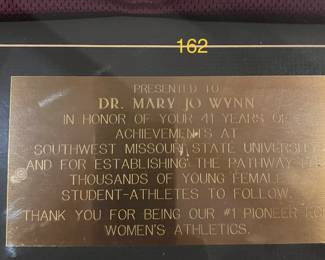 162
PRESENTED TO
DR. MARY JO WYNN
IN HONOR OF YOUR 41 YEARS OF
ACHIEVEMENTS AT
SOUTHWEST MISSOURI STATE UNIVERSITY
AND FOR ESTABLISHING THE PATHWAY
THOUSANDS OF YOUNG FEMALE
STUDENT-ATHLETES TO FOLLOW.
THANK YOU FOR BEING OUR #1 PIONEER
WOMEN'S ATHLETICS.